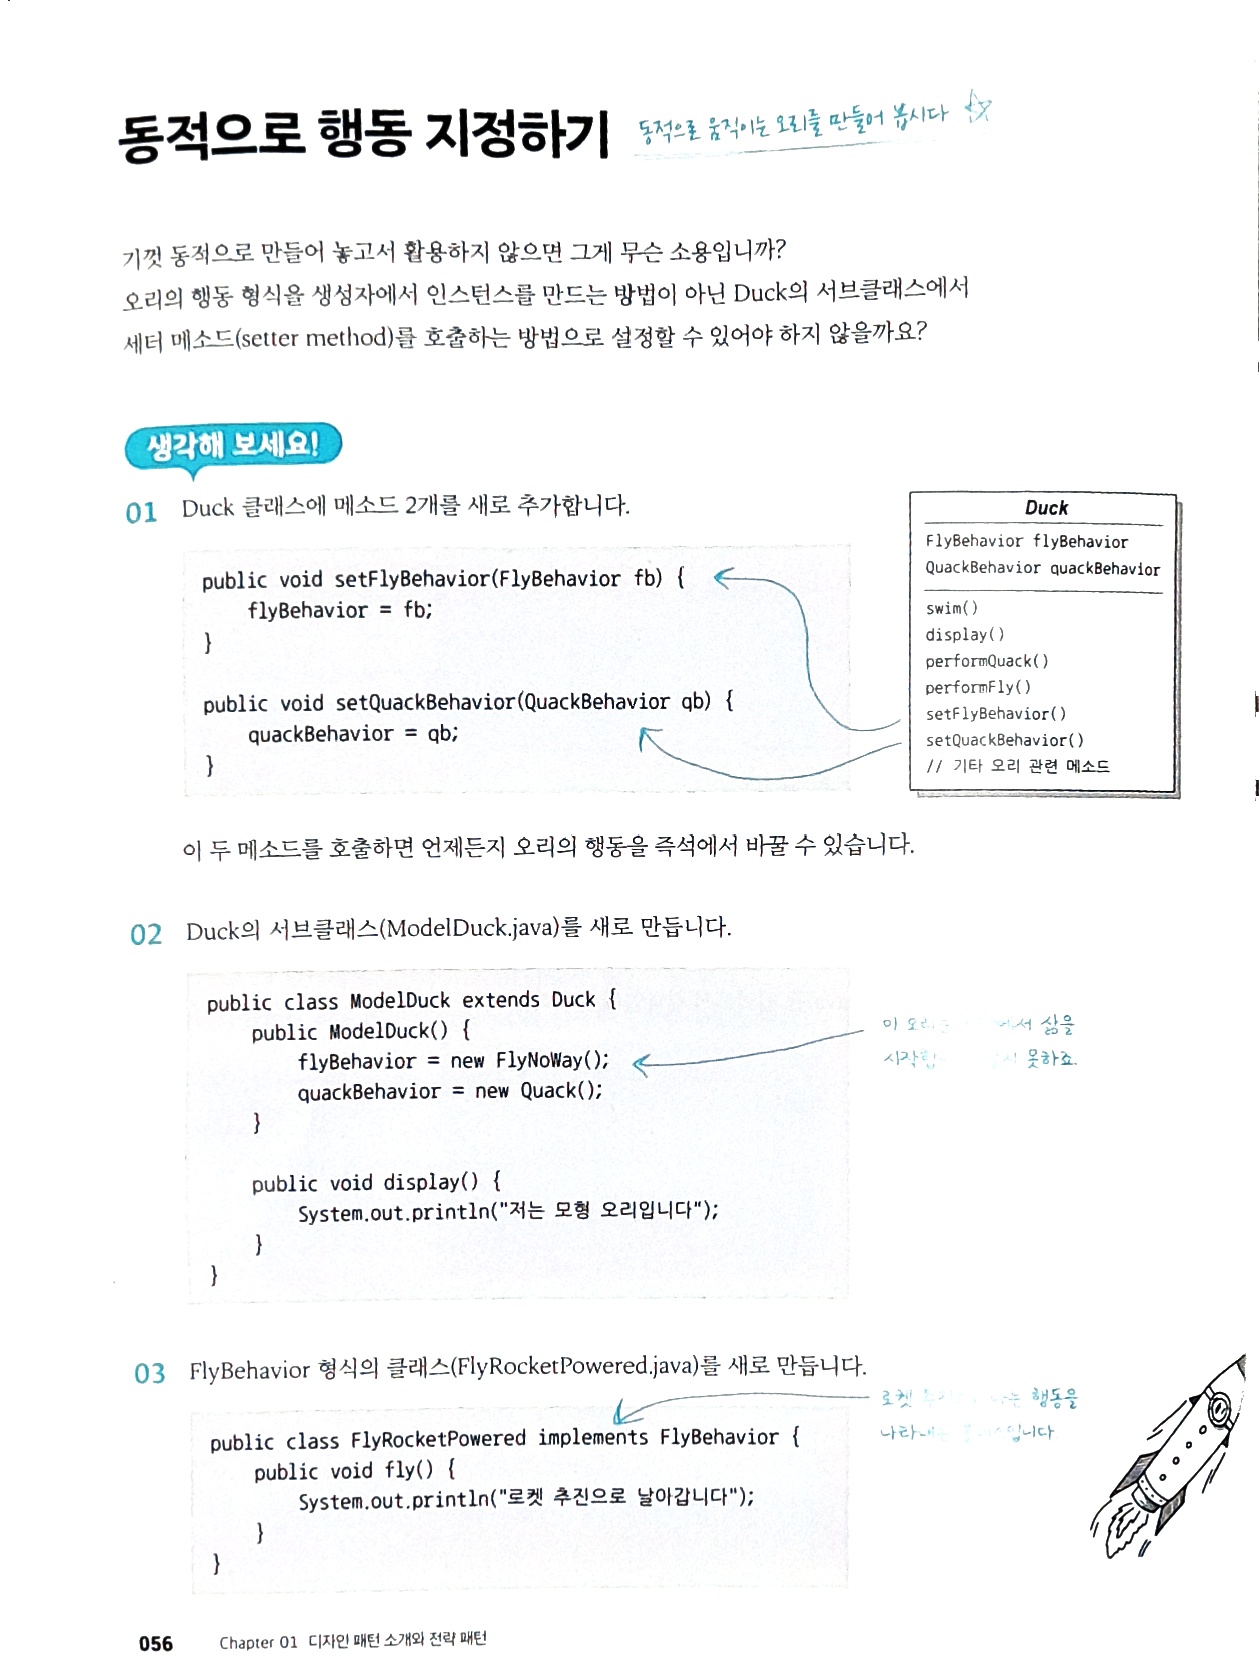 동적으로 행동 지정하기
동적으로 움직이는 오리를 만들어 봅시다
기껏 동적으로 만들어 놓고서 활용하지 않으면 그게 무슨 소용입니까?
오리의 행동 형식을 생성자에서 인스턴스를 만드는 방법이 아닌 Duck의 서브클래스에서
세터 메소드(setter method)를 호출하는 방법으로 설정할 수 있어야 하지 않을까요?
생각해 보세요!
01 Duck 클래스에 메소드 2개를 새로 추가합니다.
public void setFlyBehavior(FlyBehavior fb) {
flyBehavior = fb;
}
public void setQuackBehavior(QuackBehavior qb) {
quackBehavior = qb;
}
Duck
FlyBehavior flyBehavior
QuackBehavior quackBehavior
swim()
display()
performQuack()
performFly()
setFlyBehavior()
setQuackBehavior()
// 기타 오리 관련 메소드
이 두 메소드를 호출하면 언제든지 오리의 행동을 즉석에서 바꿀 수 있습니다.
02 Duck의 서브클래스(ModelDuck.java)를 새로 만듭니다.
public class ModelDuck extends Duck {
public ModelDuck() {
flyBehavior = new FlyNoWay();
quackBehavior = new Quack();
}
public void display() {
System.out.println("저는 모형 오리입니다");
}
}
이 삶을
못하죠.
03 FlyBehavior 형식의 클래스(FlyRocketPowered.java)를 새로 만듭니다.
public class FlyRocketPowered implements FlyBehavior {
public void fly() {
System.out.println("로켓 추진으로 날아갑니다");
}
}
로켓 행동을
056 Chapter 01 디자인 패턴 소개와 전략 패턴